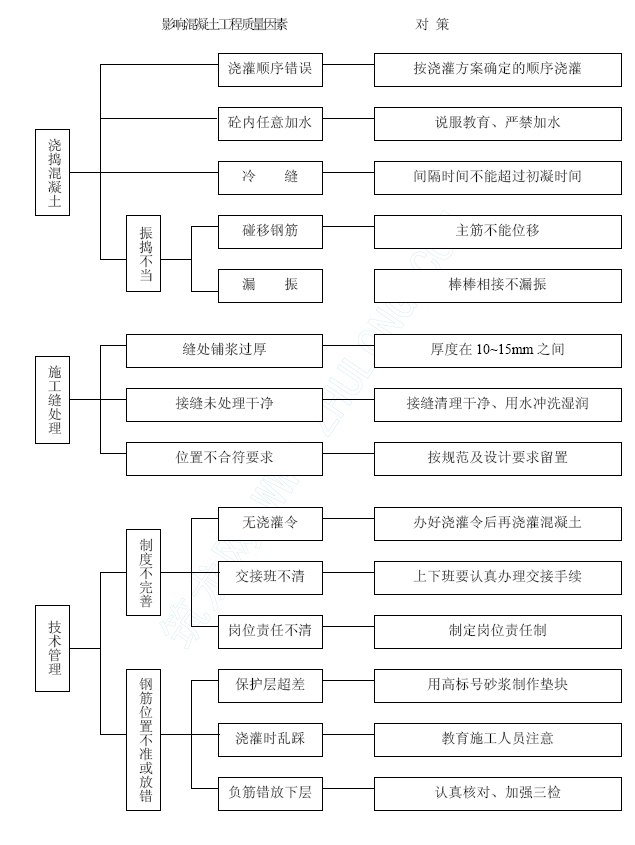 影响混凝土工程质量因素 对 策
浇捣混凝土
浇灌顺序错误 按浇灌方案确定的顺序浇灌
砼内任意加水 说服教育、严禁加水
冷 缝 间隔时间不能超过初凝时间
振捣不当
碰移钢筋 主筋不能位移
漏 振 棒棒相接不漏振
施工缝处理
缝处铺浆过厚 厚度在10~15mm之间
接缝未处理干净 接缝清理干净、用水冲洗湿润
位置不合符要求 按规范及设计要求留置
技术管理
制度不完善
无浇灌令 办好浇灌令后再浇灌混凝土
交接班不清 上下班要认真办理交接手续
岗位责任不清 制定岗位责任制
钢筋位置不准或放错
保护层超差 用高标号砂浆制作垫块
浇灌时乱踩 教育施工人员注意
负筋错放下层 认真核对、加强三检